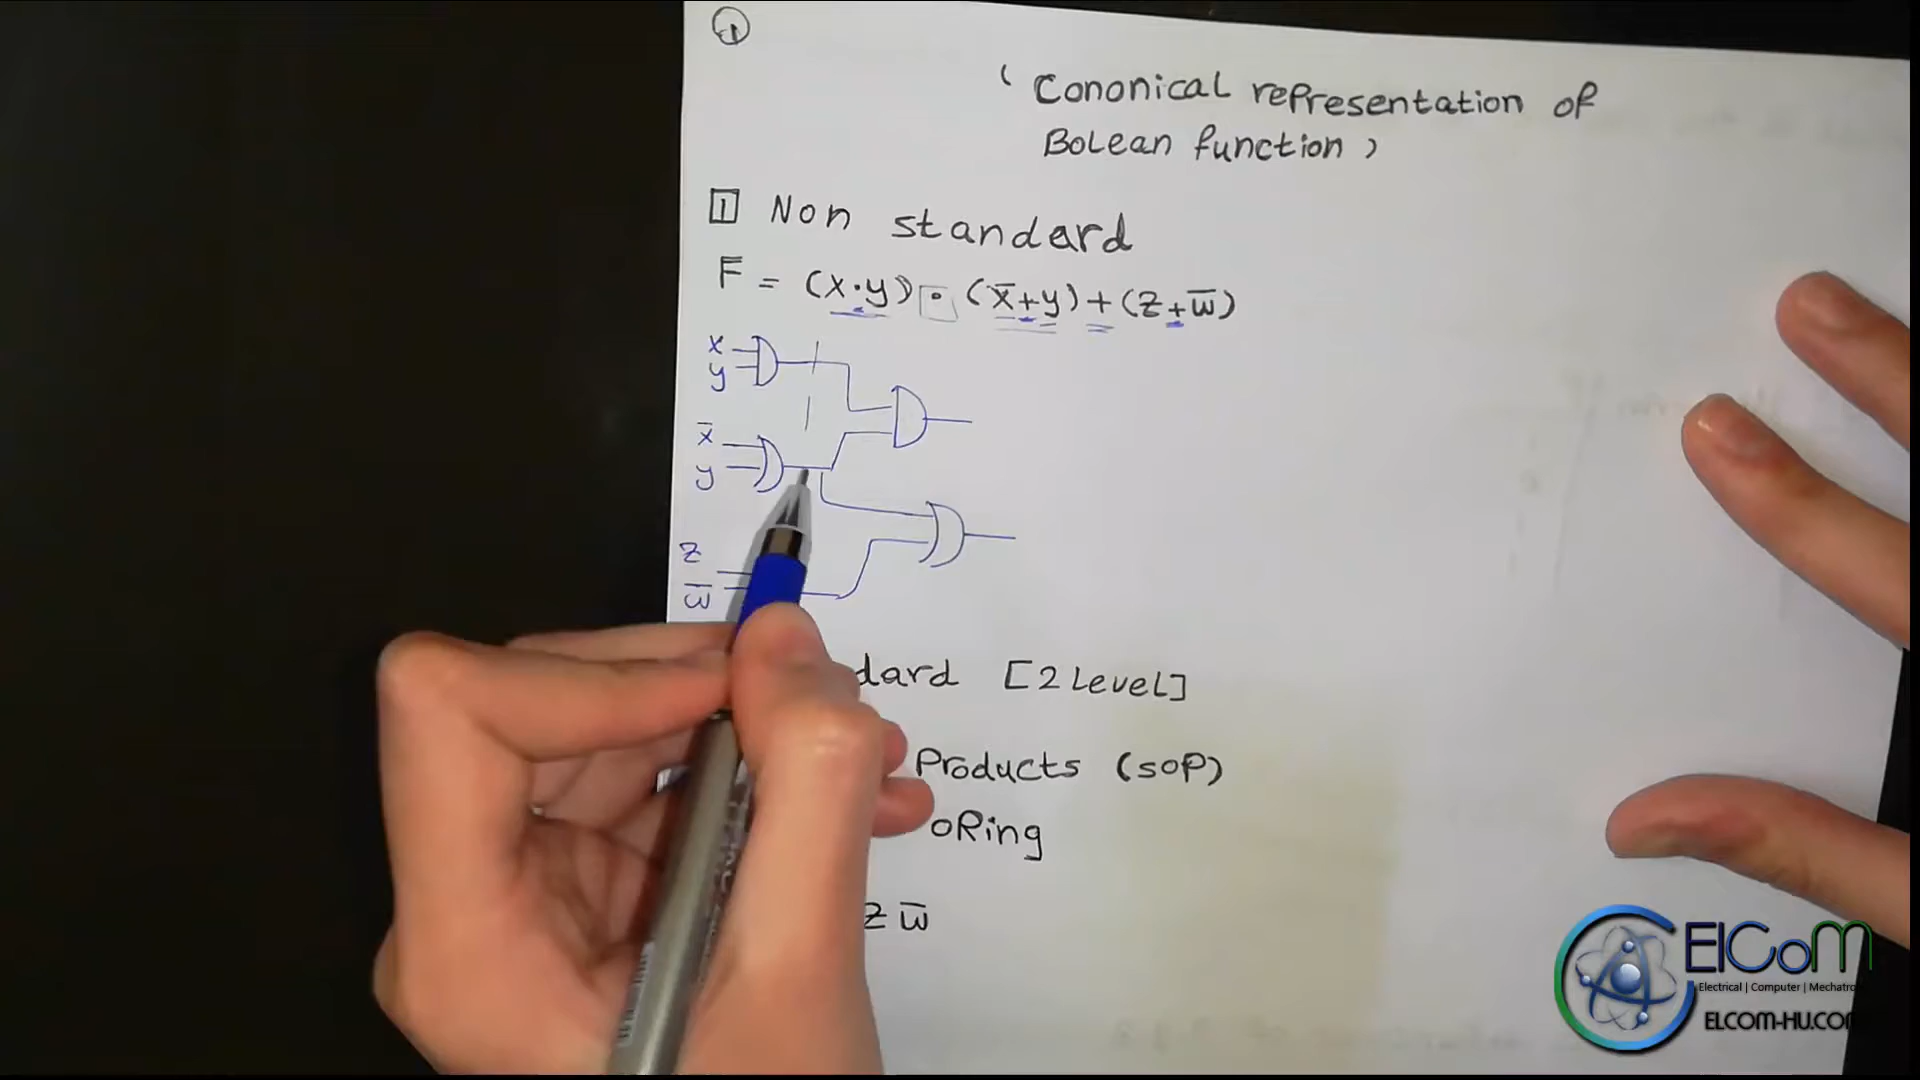 1
( Cononical representation of
Bolean function )
1 Non standard
F = (x·y) · (x̅+y) + (z+w̅)
x
y
x̅
y
z
w̅
dard [2 Level]
Products (SOP)
oRing
z w̅
ElCoM
Electrical | Computer | Mechatro
ELCOM-HU.COM